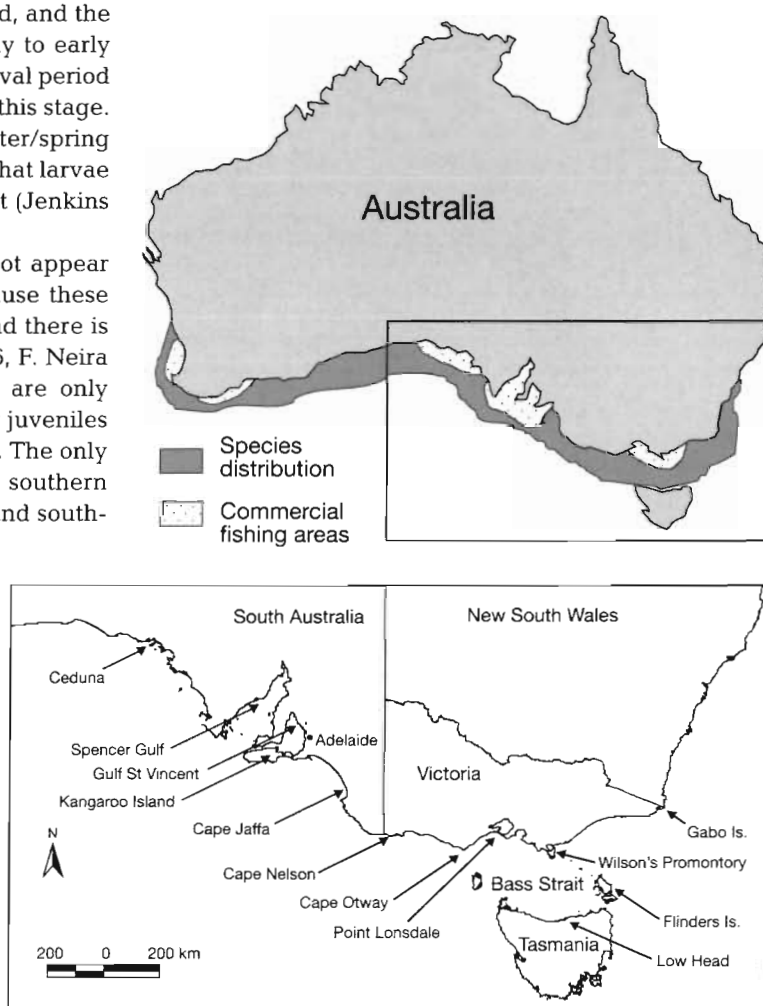 d, and the
y to early
val period
this stage.
ter/spring
hat larvae
t (Jenkins
ot appear
use these
nd there is
6, F. Neira
are only
juveniles
. The only
southern
and south-
Australia
Species
distribution
Commercial
fishing areas
South Australia
New South Wales
Ceduna
Spencer Gulf
Adelaide
Gulf St Vincent
Victoria
Kangaroo Island
Gabo Is.
Cape Jaffa
N
Wilson's Promontory
Cape Nelson
Bass Strait
Cape Otway
Flinders Is.
Point Lonsdale
Tasmania
Low Head
200 0 200 km